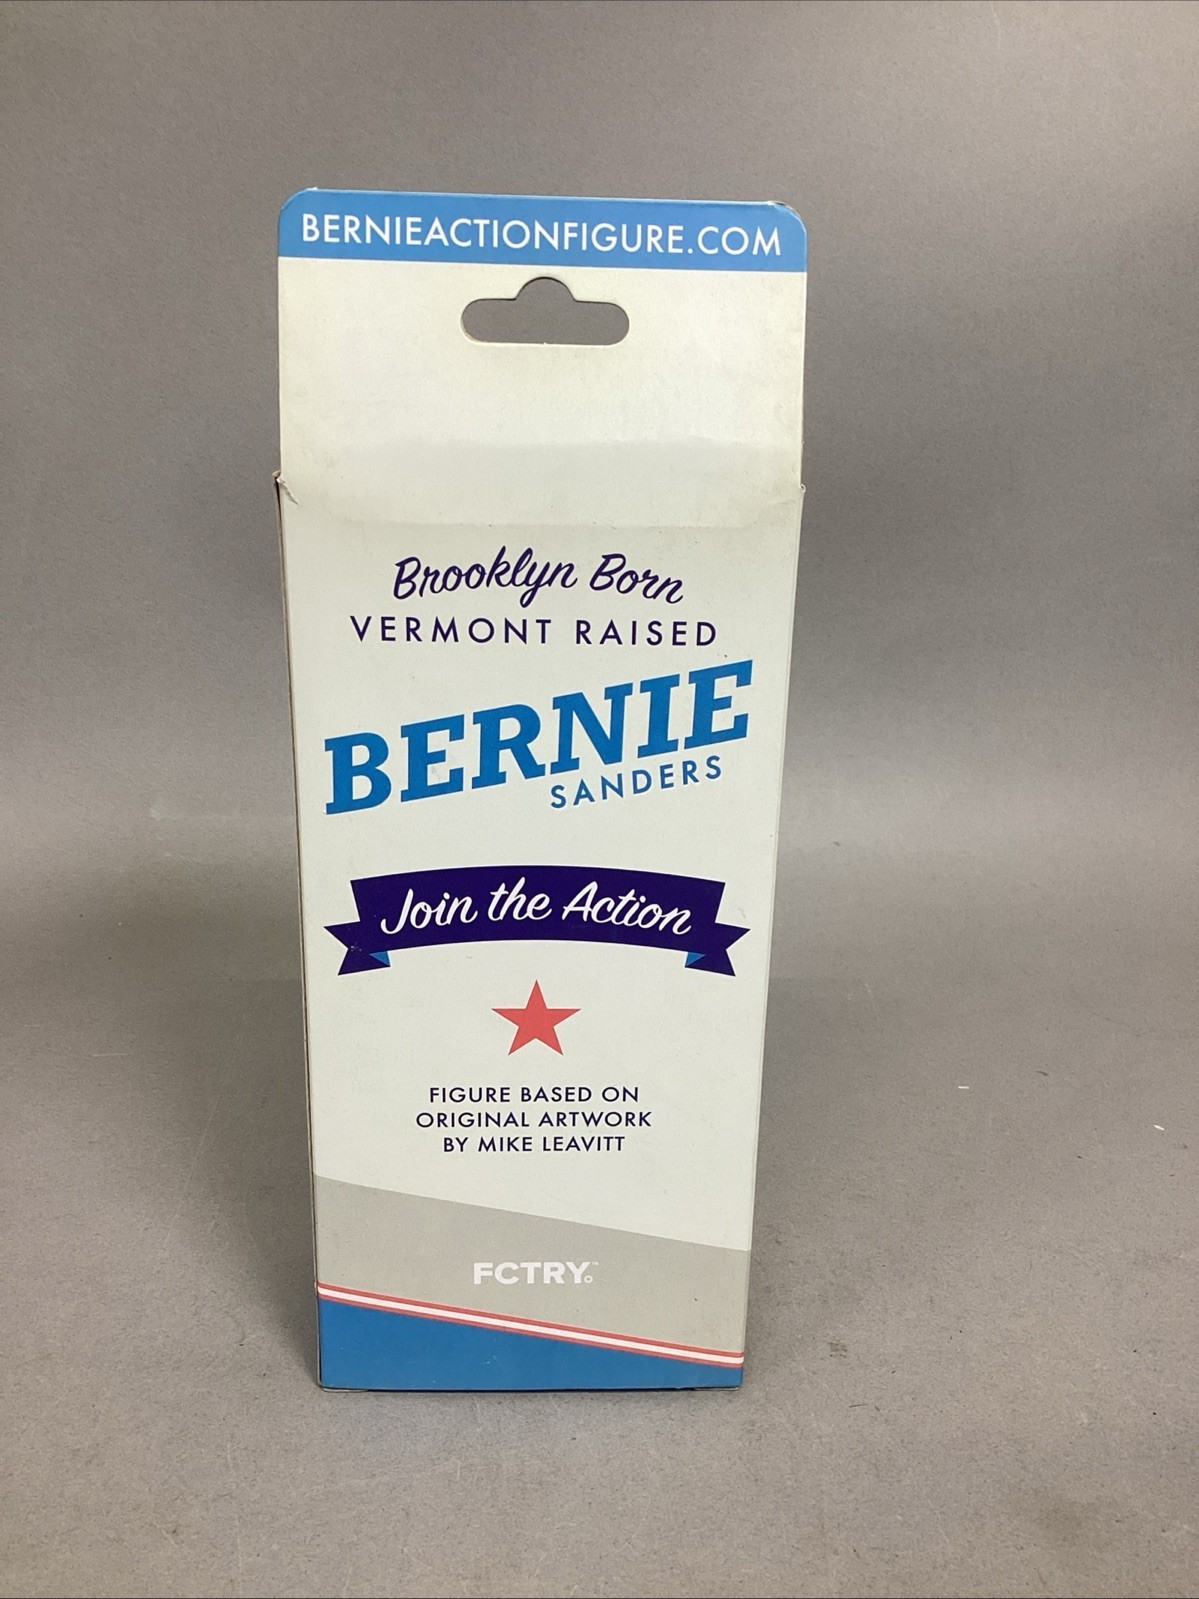 BERNIEACTIONFIGURE.COM
Brooklyn Born
VERMONT RAISED
BERNIE
SANDERS
Join the Action
FIGURE BASED ON
ORIGINAL ARTWORK
BY MIKE LEAVITT
FCTRY™